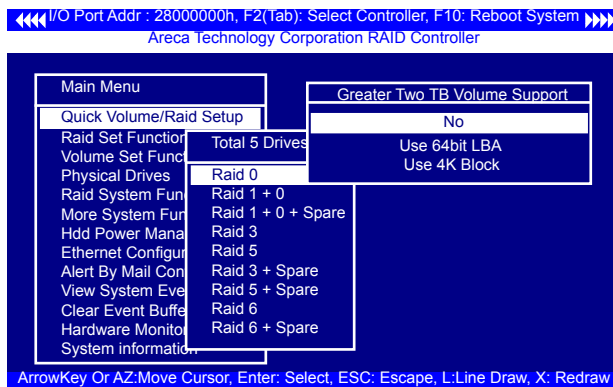 I/O Port Addr : 28000000h, F2(Tab): Select Controller, F10: Reboot System
Areca Technology Corporation RAID Controller
Main Menu
Quick Volume/Raid Setup
Raid Set Function
Volume Set Funct
Physical Drives
Raid System Fun
More System Fun
Hdd Power Mana
Ethernet Configur
Alert By Mail Con
View System Eve
Clear Event Buffe
Hardware Monito
System information
Total 5 Drives
Raid 0
Raid 1 + 0
Raid 1 + 0 + Spare
Raid 3
Raid 5
Raid 3 + Spare
Raid 5 + Spare
Raid 6
Raid 6 + Spare
Greater Two TB Volume Support
No
Use 64bit LBA
Use 4K Block
ArrowKey Or AZ:Move Cursor, Enter: Select, ESC: Escape, L:Line Draw, X: Redraw